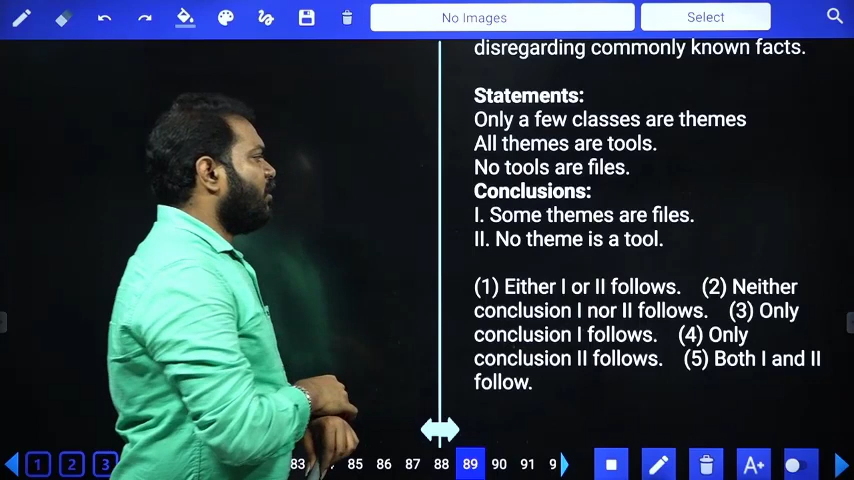 No Images
Select
disregarding commonly known facts.
Statements:
Only a few classes are themes
All themes are tools.
No tools are files.
Conclusions:
I. Some themes are files.
II. No theme is a tool.
(1) Either I or II follows. (2) Neither
conclusion I nor II follows. (3) Only
conclusion I follows. (4) Only
conclusion II follows. (5) Both I and II
follow.
1 2 3 83 85 86 87 88 89 90 91 9 A+